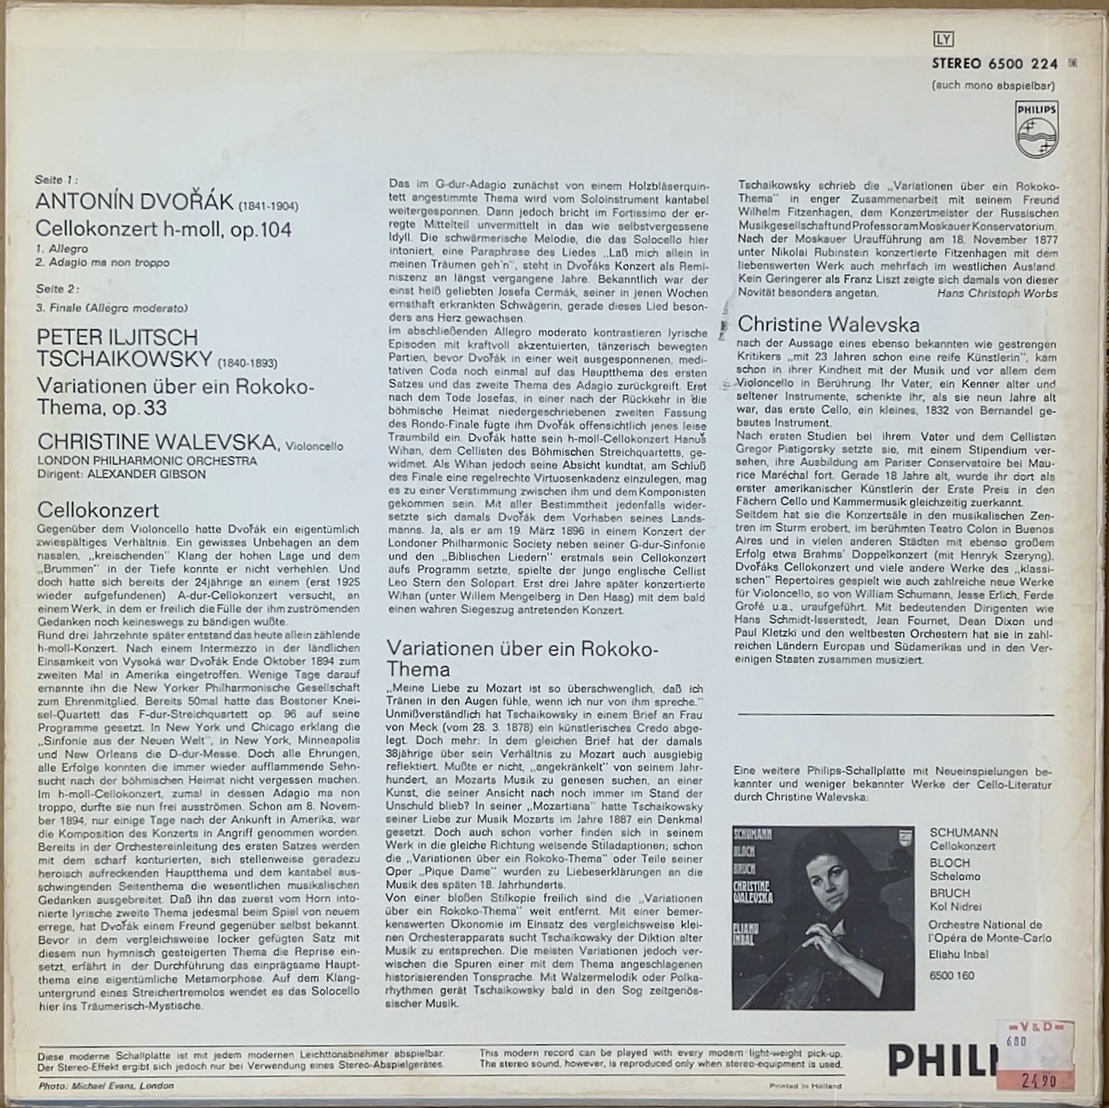 LY
STEREO 6500 224
(auch mono abspielbar)
PHILIPS
Seite 1:
ANTONÍN DVOŘÁK (1841-1904)
Cellokonzert h-moll, op.104
1. Allegro
2. Adagio ma non troppo
Seite 2:
3. Finale (Allegro moderato)
PETER ILJITSCH
TSCHAIKOWSKY (1840-1893)
Variationen über ein Rokoko-
Thema, op. 33
CHRISTINE WALEVSKA, Violoncello
LONDON PHILHARMONIC ORCHESTRA
Dirigent: ALEXANDER GIBSON
Cellokonzert
Gegenüber dem Violoncello hatte Dvořák ein eigentümlich
zwiespältiges Verhältnis. Ein gewisses Unbehagen an dem
nasalen, „kreischenden" Klang der hohen Lage und dem
„Brummen" in der Tiefe konnte er nicht verhehlen. Und
doch hatte sich bereits der 24jährige an einem (erst 1925
wieder aufgefundenen) A-dur-Cellokonzert versucht, an
einem Werk, in dem er freilich die Fülle der ihm zuströmenden
Gedanken noch keineswegs zu bändigen wußte.
Rund drei Jahrzehnte später entstand das heute allein zählende
h-moll-Konzert. Nach einem Intermezzo in der ländlichen
Einsamkeit von Vysoká war Dvořák Ende Oktober 1894 zum
zweiten Mal in Amerika eingetroffen. Wenige Tage darauf
ernannte ihn die New Yorker Philharmonische Gesellschaft
zum Ehrenmitglied. Bereits 50mal hatte das Bostoner Knei-
sel-Quartett das F-dur-Streichquartett op. 96 auf seine
Programme gesetzt. In New York und Chicago erklang die
„Sinfonie aus der Neuen Welt", in New York, Minneapolis
und New Orleans die D-dur-Messe. Doch alle Ehrungen,
alle Erfolge konnten die immer wieder aufflammende Sehn-
sucht nach der böhmischen Heimat nicht vergessen machen.
Im h-moll-Cellokonzert, zumal in dessen Adagio ma non
troppo, durfte sie nun frei ausströmen. Schon am 8. Novem-
ber 1894, nur einige Tage nach der Ankunft in Amerika, war
die Komposition des Konzerts in Angriff genommen worden.
Bereits in der Orchestereinleitung des ersten Satzes werden
mit dem scharf konturierten, sich stellenweise geradezu
heroisch aufreckenden Hauptthema und dem kantabel aus-
schwingenden Seitenthema die wesentlichen musikalischen
Gedanken ausgebreitet. Daß ihn das zuerst vom Horn into-
nierte lyrische zweite Thema jedesmal beim Spiel von neuem
errege, hat Dvořák einem Freund gegenüber selbst bekannt.
Bevor in dem vergleichsweise locker gefügten Satz mit
diesem nun hymnisch gesteigerten Thema die Reprise ein-
setzt, erfährt in der Durchführung das einprägsame Haupt-
thema eine eigentümliche Metamorphose. Auf dem Klang-
untergrund eines Streichertremolos wendet es das Solocello
hier ins Träumerisch-Mystische.
Das im G-dur-Adagio zunächst von einem Holzbläserquin-
tett angestimmte Thema wird vom Soloinstrument kantabel
weitergesponnen. Dann jedoch bricht im Fortissimo der er-
regte Mittelteil unvermittelt in das wie selbstvergessene
Idyll. Die schwärmerische Melodie, die das Solocello hier
intoniert, eine Paraphrase des Liedes „Laß mich allein in
meinen Träumen geh'n", steht in Dvořáks Konzert als Remi-
niszenz an längst vergangene Jahre. Bekanntlich war der
einst heiß geliebten Josefa Cermák, seiner in jenen Wochen
ernsthaft erkrankten Schwägerin, gerade dieses Lied beson-
ders ans Herz gewachsen.
Im abschließenden Allegro moderato kontrastieren lyrische
Episoden mit kraftvoll akzentuierten, tänzerisch bewegten
Partien, bevor Dvořák in einer weit ausgesponnenen, medi-
tativen Coda noch einmal auf das Hauptthema des ersten
Satzes und das zweite Thema des Adagio zurückgreift. Erst
nach dem Tode Josefas, in einer nach der Rückkehr in die
böhmische Heimat niedergeschriebenen zweiten Fassung
des Rondo-Finale fügte ihm Dvořák offensichtlich jenes leise
Traumbild ein. Dvořák hatte sein h-moll-Cellokonzert Hanuš
Wihan, dem Cellisten des Böhmischen Streichquartetts, ge-
widmet. Als Wihan jedoch seine Absicht kundtat, am Schluß
des Finale eine regelrechte Virtuosenkadenz einzulegen, mag
es zu einer Verstimmung zwischen ihm und dem Komponisten
gekommen sein. Mit aller Bestimmtheit jedenfalls wider-
setzte sich damals Dvořák dem Vorhaben seines Lands-
manns. Ja, als er am 19. März 1896 in einem Konzert der
Londoner Philharmonic Society neben seiner G-dur-Sinfonie
und den „Biblischen Liedern" erstmals sein Cellokonzert
aufs Programm setzte, spielte der junge englische Cellist
Leo Stern den Solopart. Erst drei Jahre später konzertierte
Wihan (unter Willem Mengelberg in Den Haag) mit dem bald
einen wahren Siegeszug antretenden Konzert.
Variationen über ein Rokoko-
Thema
„Meine Liebe zu Mozart ist so überschwenglich, daß ich
Tränen in den Augen fühle, wenn ich nur von ihm spreche."
Unmißverständlich hat Tschaikowsky in einem Brief an Frau
von Meck (vom 28. 3. 1878) ein künstlerisches Credo abge-
legt. Doch mehr: In dem gleichen Brief hat der damals
38jährige über sein Verhältnis zu Mozart auch ausgiebig
reflektiert. Mußte er nicht, „angekränkelt" von seinem Jahr-
hundert, an Mozarts Musik zu genesen suchen, an einer
Kunst, die seiner Ansicht nach noch immer im Stand der
Unschuld blieb? In seiner „Mozartiana" hatte Tschaikowsky
seiner Liebe zur Musik Mozarts im Jahre 1887 ein Denkmal
gesetzt. Doch auch schon vorher finden sich in seinem
Werk in die gleiche Richtung weisende Stiladaptionen; schon
die „Variationen über ein Rokoko-Thema" oder Teile seiner
Oper „Pique Dame" wurden zu Liebeserklärungen an die
Musik des späten 18. Jahrhunderts.
Von einer bloßen Stilkopie freilich sind die „Variationen
über ein Rokoko-Thema" weit entfernt. Mit einer bemer-
kenswerten Ökonomie im Einsatz des vergleichsweise klei-
nen Orchesterapparats sucht Tschaikowsky der Diktion alter
Musik zu entsprechen. Die meisten Variationen jedoch ver-
wischen die Spuren einer mit dem Thema angeschlagenen
historisierenden Tonsprache. Mit Walzermelodik oder Polka-
rhythmen gerät Tschaikowsky bald in den Sog zeitgenös-
sischer Musik.
Tschaikowsky schrieb die „Variationen über ein Rokoko-
Thema" in enger Zusammenarbeit mit seinem Freund
Wilhelm Fitzenhagen, dem Konzertmeister der Russischen
Musikgesellschaft und Professor am Moskauer Konservatorium.
Nach der Moskauer Uraufführung am 18. November 1877
unter Nikolai Rubinstein konzertierte Fitzenhagen mit dem
liebenswerten Werk auch mehrfach im westlichen Ausland.
Kein Geringerer als Franz Liszt zeigte sich damals von dieser
Novität besonders angetan. Hans Christoph Worbs
Christine Walevska
nach der Aussage eines ebenso bekannten wie gestrengen
Kritikers „mit 23 Jahren schon eine reife Künstlerin", kam
schon in ihrer Kindheit mit der Musik und vor allem dem
Violoncello in Berührung. Ihr Vater, ein Kenner alter und
seltener Instrumente, schenkte ihr, als sie neun Jahre alt
war, das erste Cello, ein kleines, 1832 von Bernandel ge-
bautes Instrument.
Nach ersten Studien bei ihrem Vater und dem Cellisten
Gregor Piatigorsky setzte sie, mit einem Stipendium ver-
sehen, ihre Ausbildung am Pariser Conservatoire bei Mau-
rice Maréchal fort. Gerade 18 Jahre alt, wurde ihr dort als
erster amerikanischer Künstlerin der Erste Preis in den
Fächern Cello und Kammermusik gleichzeitig zuerkannt.
Seitdem hat sie die Konzertsäle in den musikalischen Zen-
tren im Sturm erobert, im berühmten Teatro Colon in Buenos
Aires und in vielen anderen Städten mit ebenso großem
Erfolg etwa Brahms' Doppelkonzert (mit Henryk Szeryng),
Dvořáks Cellokonzert und viele andere Werke des „klassi-
schen" Repertoires gespielt wie auch zahlreiche neue Werke
für Violoncello, so von William Schumann, Jesse Erlich, Ferde
Grofé u.a., uraufgeführt. Mit bedeutenden Dirigenten wie
Hans Schmidt-Isserstedt, Jean Fournet, Dean Dixon und
Paul Kletzki und den weltbesten Orchestern hat sie in zahl-
reichen Ländern Europas und Südamerikas und in den Ver-
einigen Staaten zusammen musiziert.
Eine weitere Philips-Schallplatte mit Neueinspielungen be-
kannter und weniger bekannter Werke der Cello-Literatur
durch Christine Walevska:
SCHUMANN
BLOCH
BRUCH
CHRISTINE
WALEVSKA
ELIAHU
INBAL
SCHUMANN
Cellokonzert
BLOCH
Schelomo
BRUCH
Kol Nidrei
Orchestre National de
l'Opéra de Monte-Carlo
Eliahu Inbal
6500 160
Diese moderne Schallplatte ist mit jedem modernen Leichttonabnehmer abspielbar.
Der Stereo-Effekt ergibt sich jedoch nur bei Verwendung eines Stereo-Abspielgerätes.
This modern record can be played with every modern light-weight pick-up.
The stereo sound, however, is reproduced only when stereo-equipment is used.
Photo: Michael Evans, London
Printed in Holland
PHILI
V&D
600
24.90